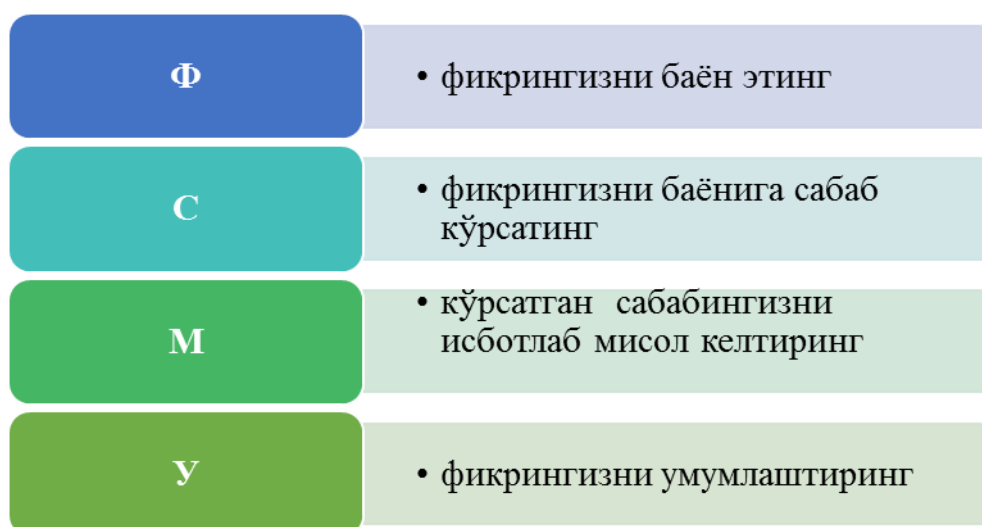 Ф
• фикрингизни баён этинг
С
• фикрингизни баёнига сабаб
кўрсатинг
М
• кўрсатган сабабингизни
исботлаб мисол келтиринг
У
• фикрингизни умумлаштиринг